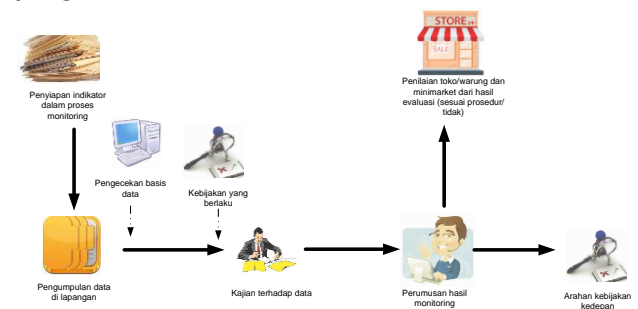 STORE
SALE
Penilaian toko/warung dan
minimarket dari hasil
evaluasi (sesuai prosedur/
tidak)
Penyiapan indikator
dalam proses
monitoring
Pengecekan basis
data
Kebijakan yang
berlaku
Pengumpulan data
di lapangan
Kajian terhadap data
Perumusan hasil
monitoring
Arahan kebijakan
kedepan